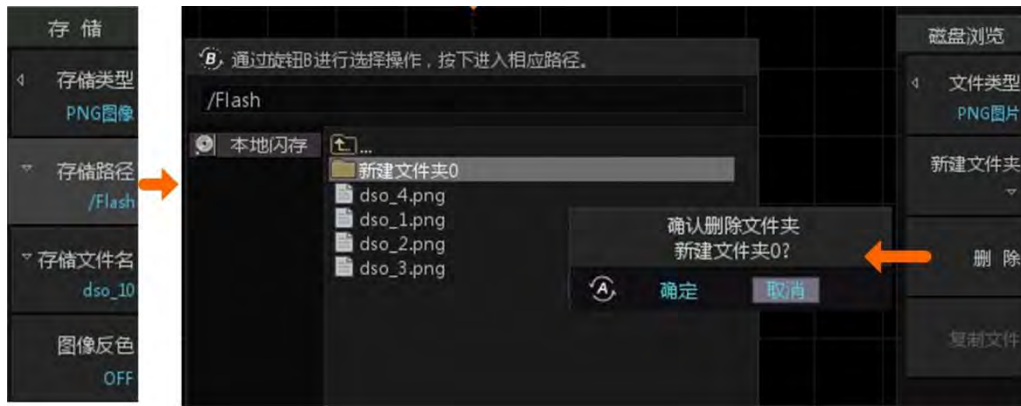 存 储
存储类型
PNG图像
存储路径
/Flash
存储文件名
dso_10
图像反色
OFF
B 通过旋钮B进行选择操作，按下进入相应路径。
/Flash
本地闪存
...
新建文件夹0
dso_4.png
dso_1.png
dso_2.png
dso_3.png
确认删除文件夹
新建文件夹0?
A 确定 取消
磁盘浏览
文件类型
PNG图片
新建文件夹
删 除
复制文件